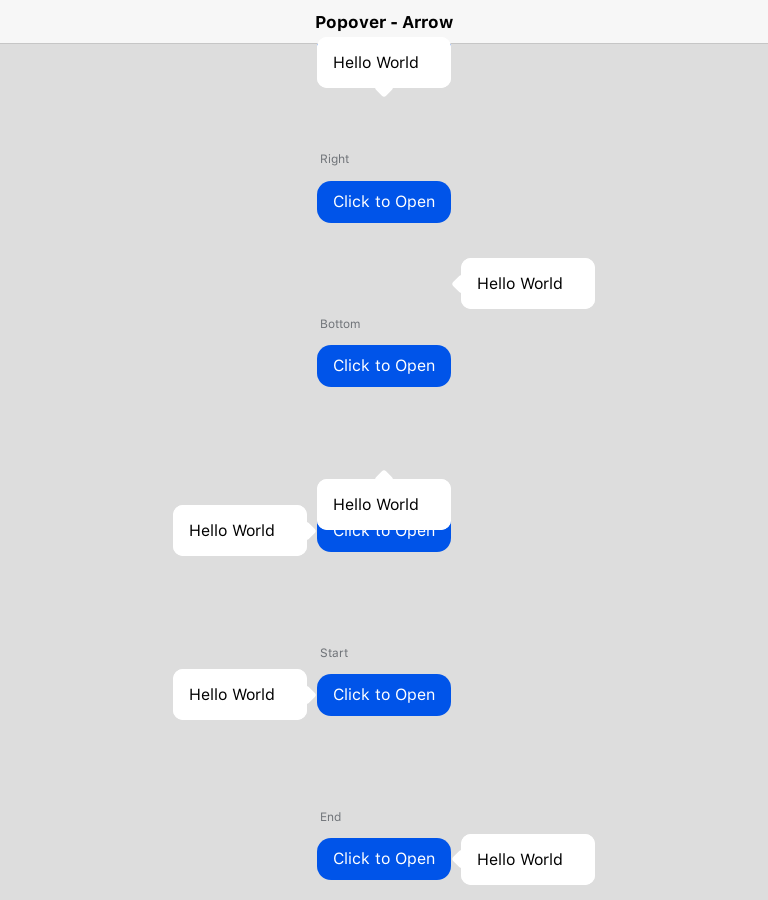 Popover - Arrow
Hello World
Right
Click to Open
Hello World
Bottom
Click to Open
Hello World
Hello World
Click to Open
Start
Hello World
Click to Open
End
Click to Open
Hello World